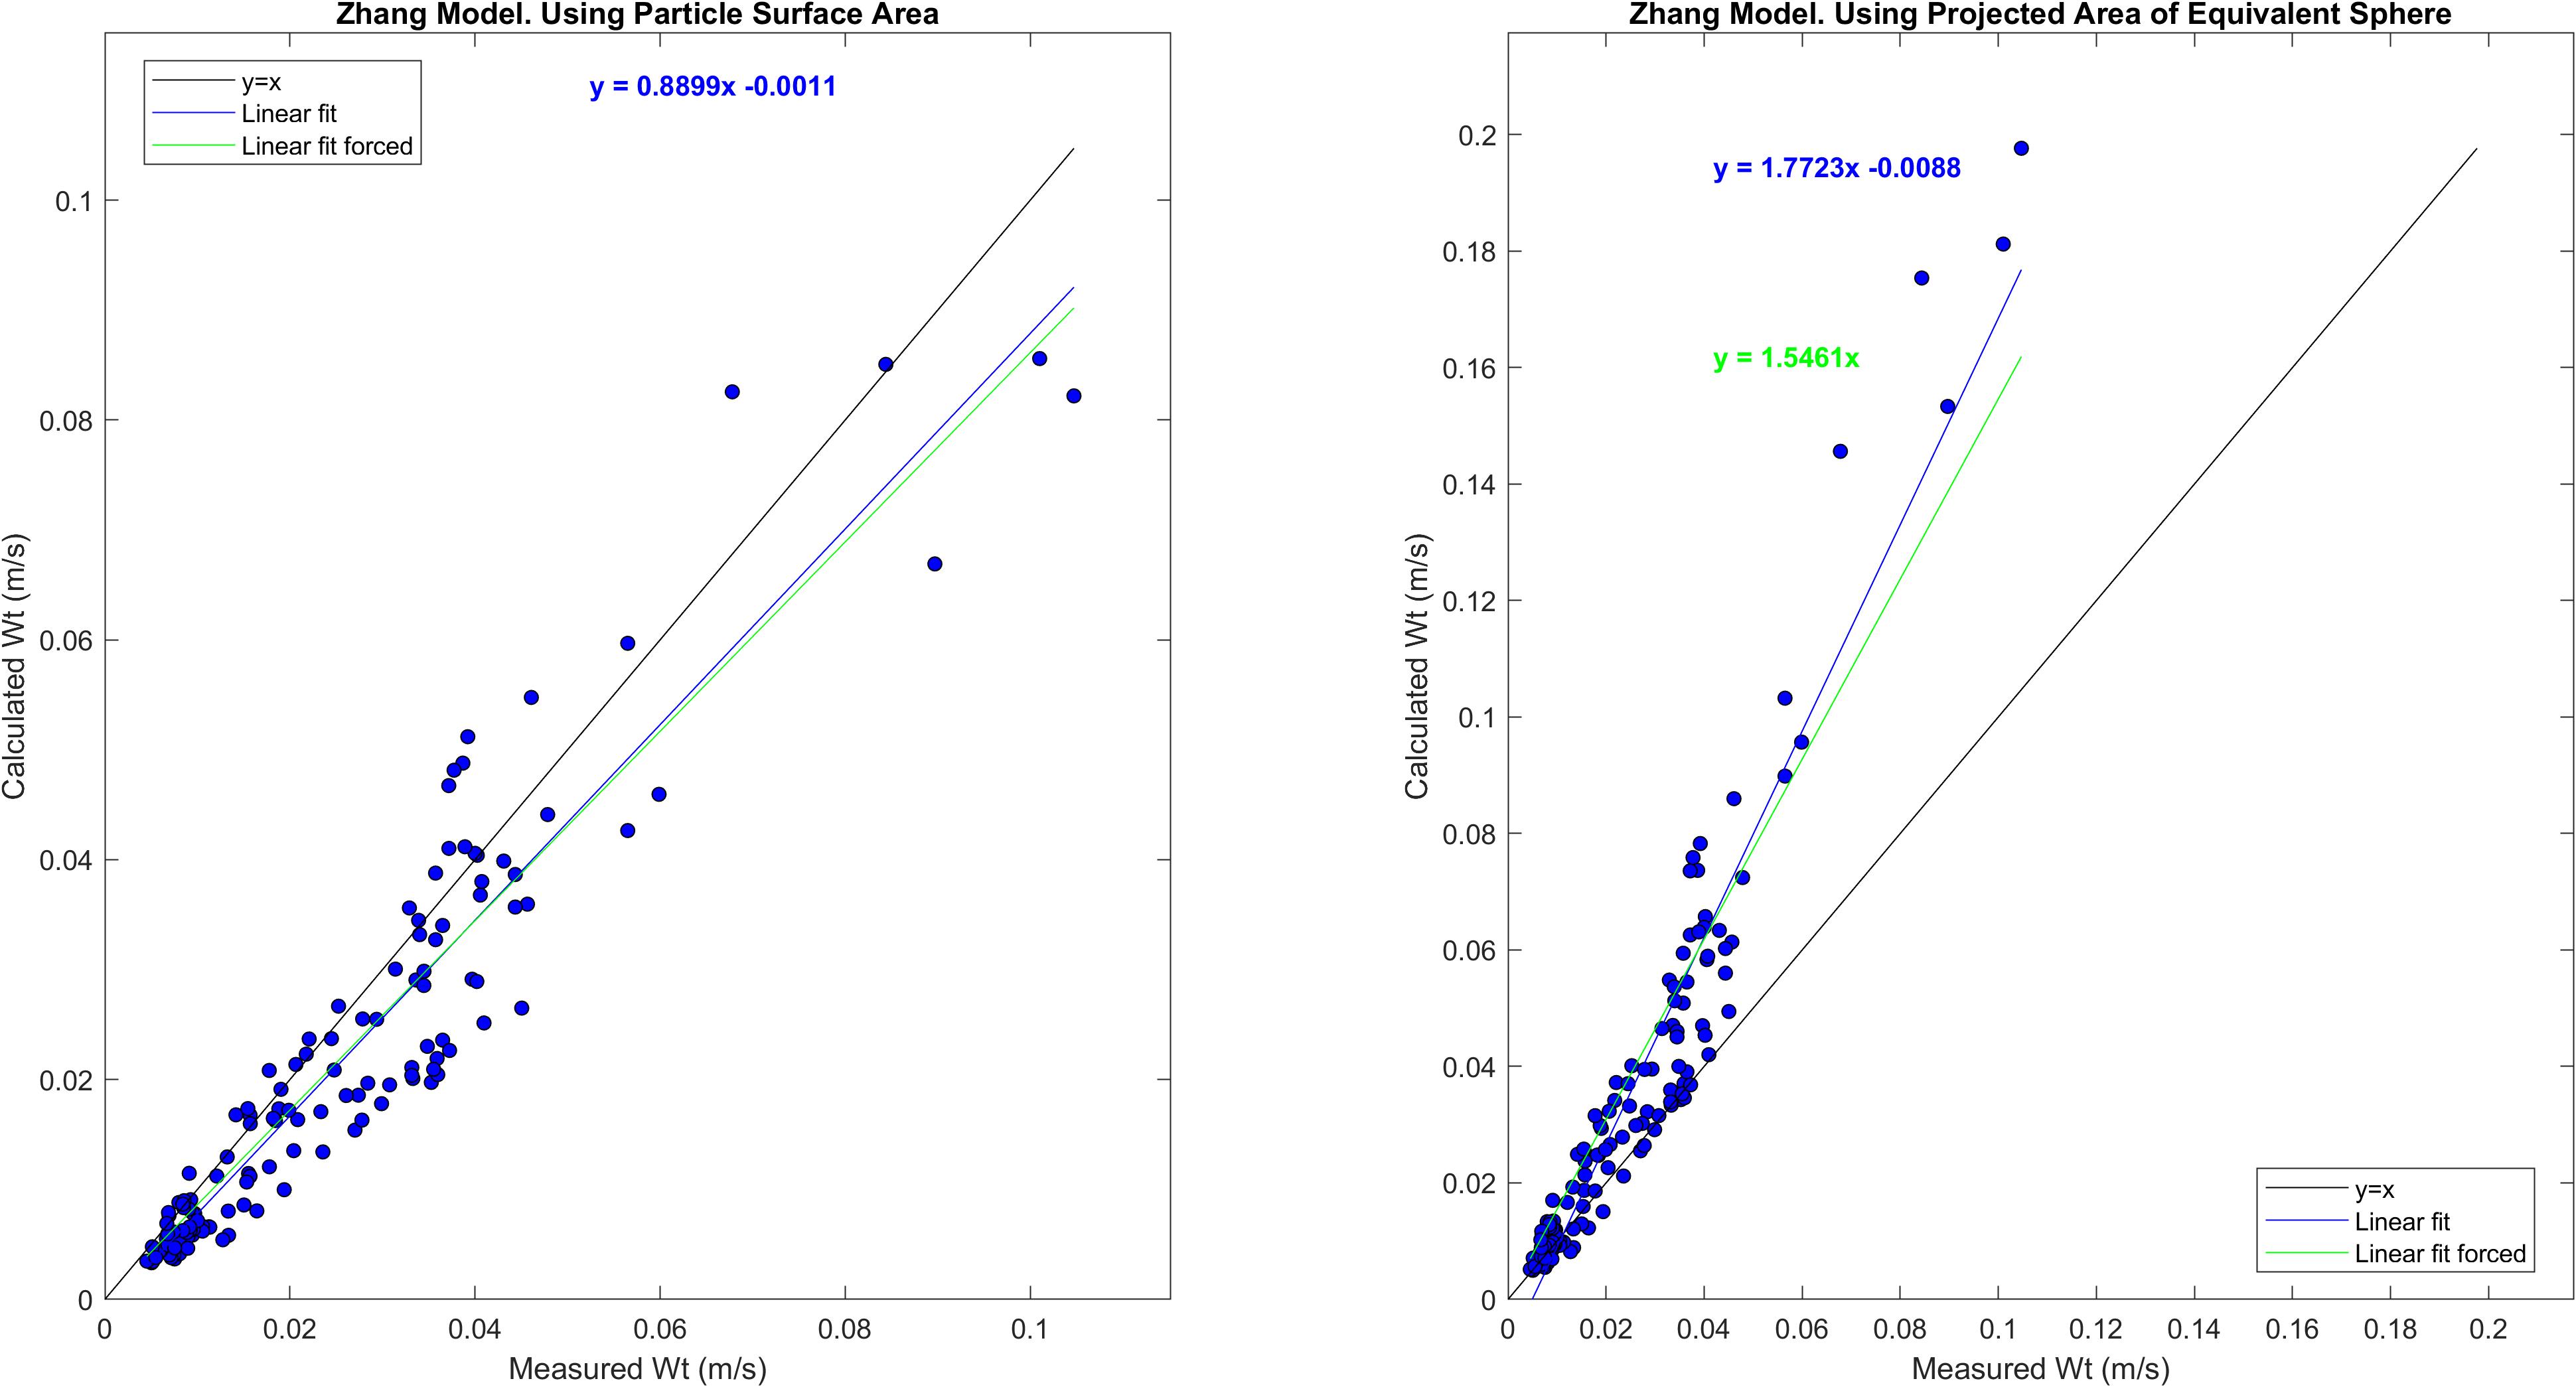 Zhang Model. Using Particle Surface Area
y=x
Linear fit
Linear fit forced
y = 0.8899x -0.0011
0.1
0.08
0.06
0.04
0.02
0
Calculated Wt (m/s)
0 0.02 0.04 0.06 0.08 0.1
Measured Wt (m/s)
Zhang Model. Using Projected Area of Equivalent Sphere
y = 1.7723x -0.0088
y = 1.5461x
0.2
0.18
0.16
0.14
0.12
0.1
0.08
0.06
0.04
0.02
0
Calculated Wt (m/s)
y=x
Linear fit
Linear fit forced
0 0.02 0.04 0.06 0.08 0.1 0.12 0.14 0.16 0.18 0.2
Measured Wt (m/s)